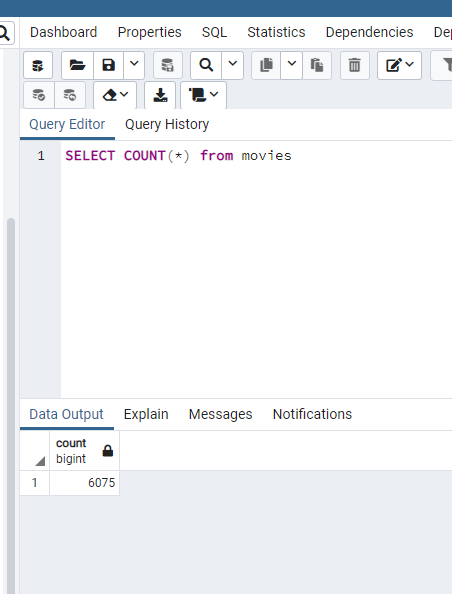 Dashboard Properties SQL Statistics Dependencies
Query Editor Query History
1 SELECT COUNT(*) from movies
Data Output Explain Messages Notifications
count
bigint
1 6075